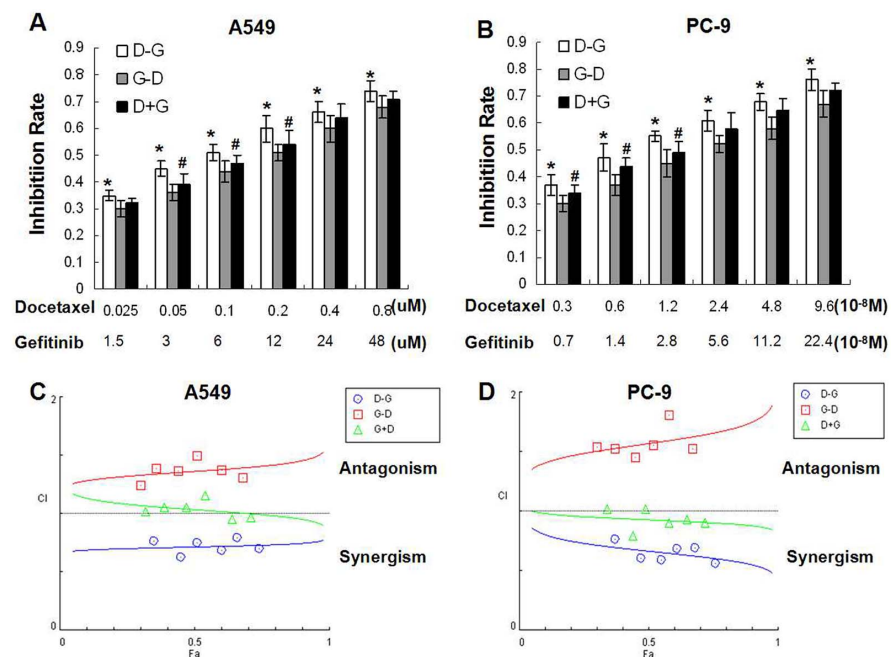 A
A549
D-G
G-D
D+G
Inhibitiion Rate
0.9
0.8
0.7
0.6
0.5
0.4
0.3
0.2
0.1
0
*
*
#
*
#
*
#
*
*
Docetaxel 0.025 0.05 0.1 0.2 0.4 0.8 (uM)
Gefitinib 1.5 3 6 12 24 48 (uM)
B
PC-9
D-G
G-D
D+G
Inhibitiion Rate
0.9
0.8
0.7
0.6
0.5
0.4
0.3
0.2
0.1
0
*
#
*
#
*
#
*
*
*
Docetaxel 0.3 0.6 1.2 2.4 4.8 9.6 (10-8M)
Gefitinib 0.7 1.4 2.8 5.6 11.2 22.4 (10-8M)
C
A549
2
D-G
G-D
G+D
Antagonism
CI
Synergism
0
0 0.5 1
Fa
D
PC-9
2
D-G
G-D
D+G
Antagonism
CI
Synergism
0
0 0.5 1
Fa